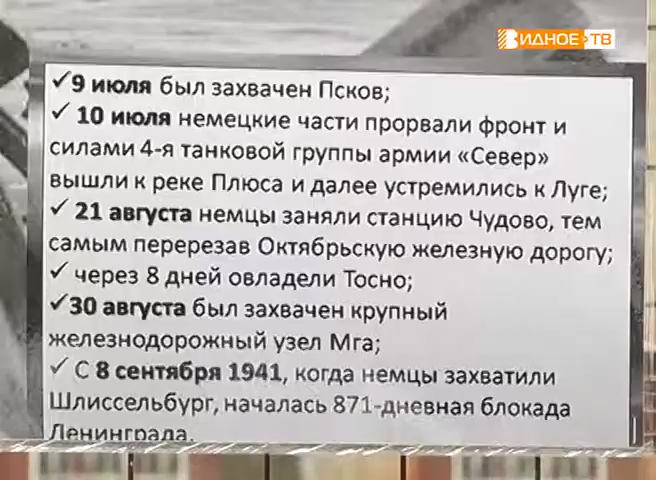 ВИДНОЕ ТВ
✓9 июля был захвачен Псков;
✓ 10 июля немецкие части прорвали фронт и
силами 4-я танковой группы армии «Север»
вышли к реке Плюса и далее устремились к Луге;
✓ 21 августа немцы заняли станцию Чудово, тем
самым перерезав Октябрьскую железную дорогу;
✓ через 8 дней овладели Тосно;
✓30 августа был захвачен крупный
железнодорожный узел Мга;
✓ С 8 сентября 1941, когда немцы захватили
Шлиссельбург, началась 871-дневная блокада
Ленинграда.